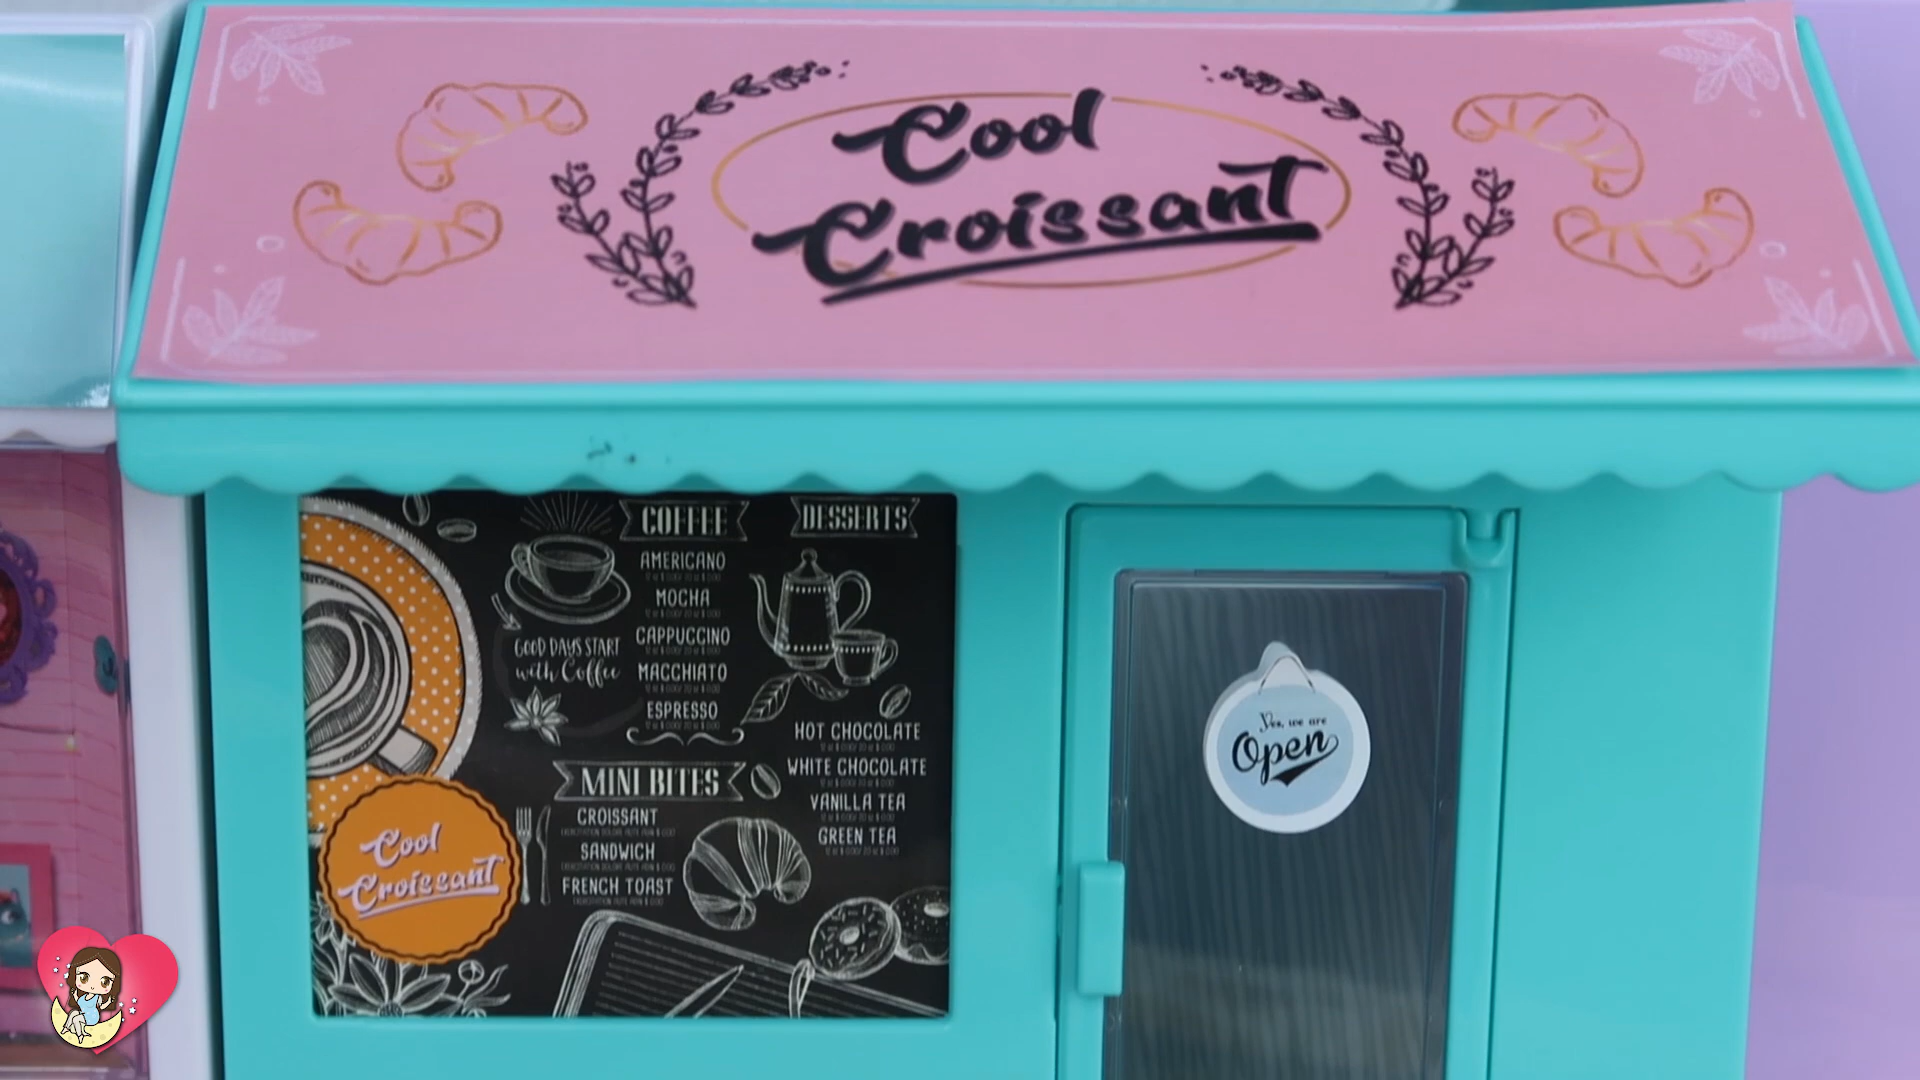 Cool
Croissant
COFFEE
AMERICANO
MOCHA
CAPPUCCINO
MACCHIATO
ESPRESSO
GOOD DAYS START
with Coffee
MINI BITES
CROISSANT
SANDWICH
FRENCH TOAST
DESSERTS
HOT CHOCOLATE
WHITE CHOCOLATE
VANILLA TEA
GREEN TEA
Cool
Croissant
Yes, we are
Open